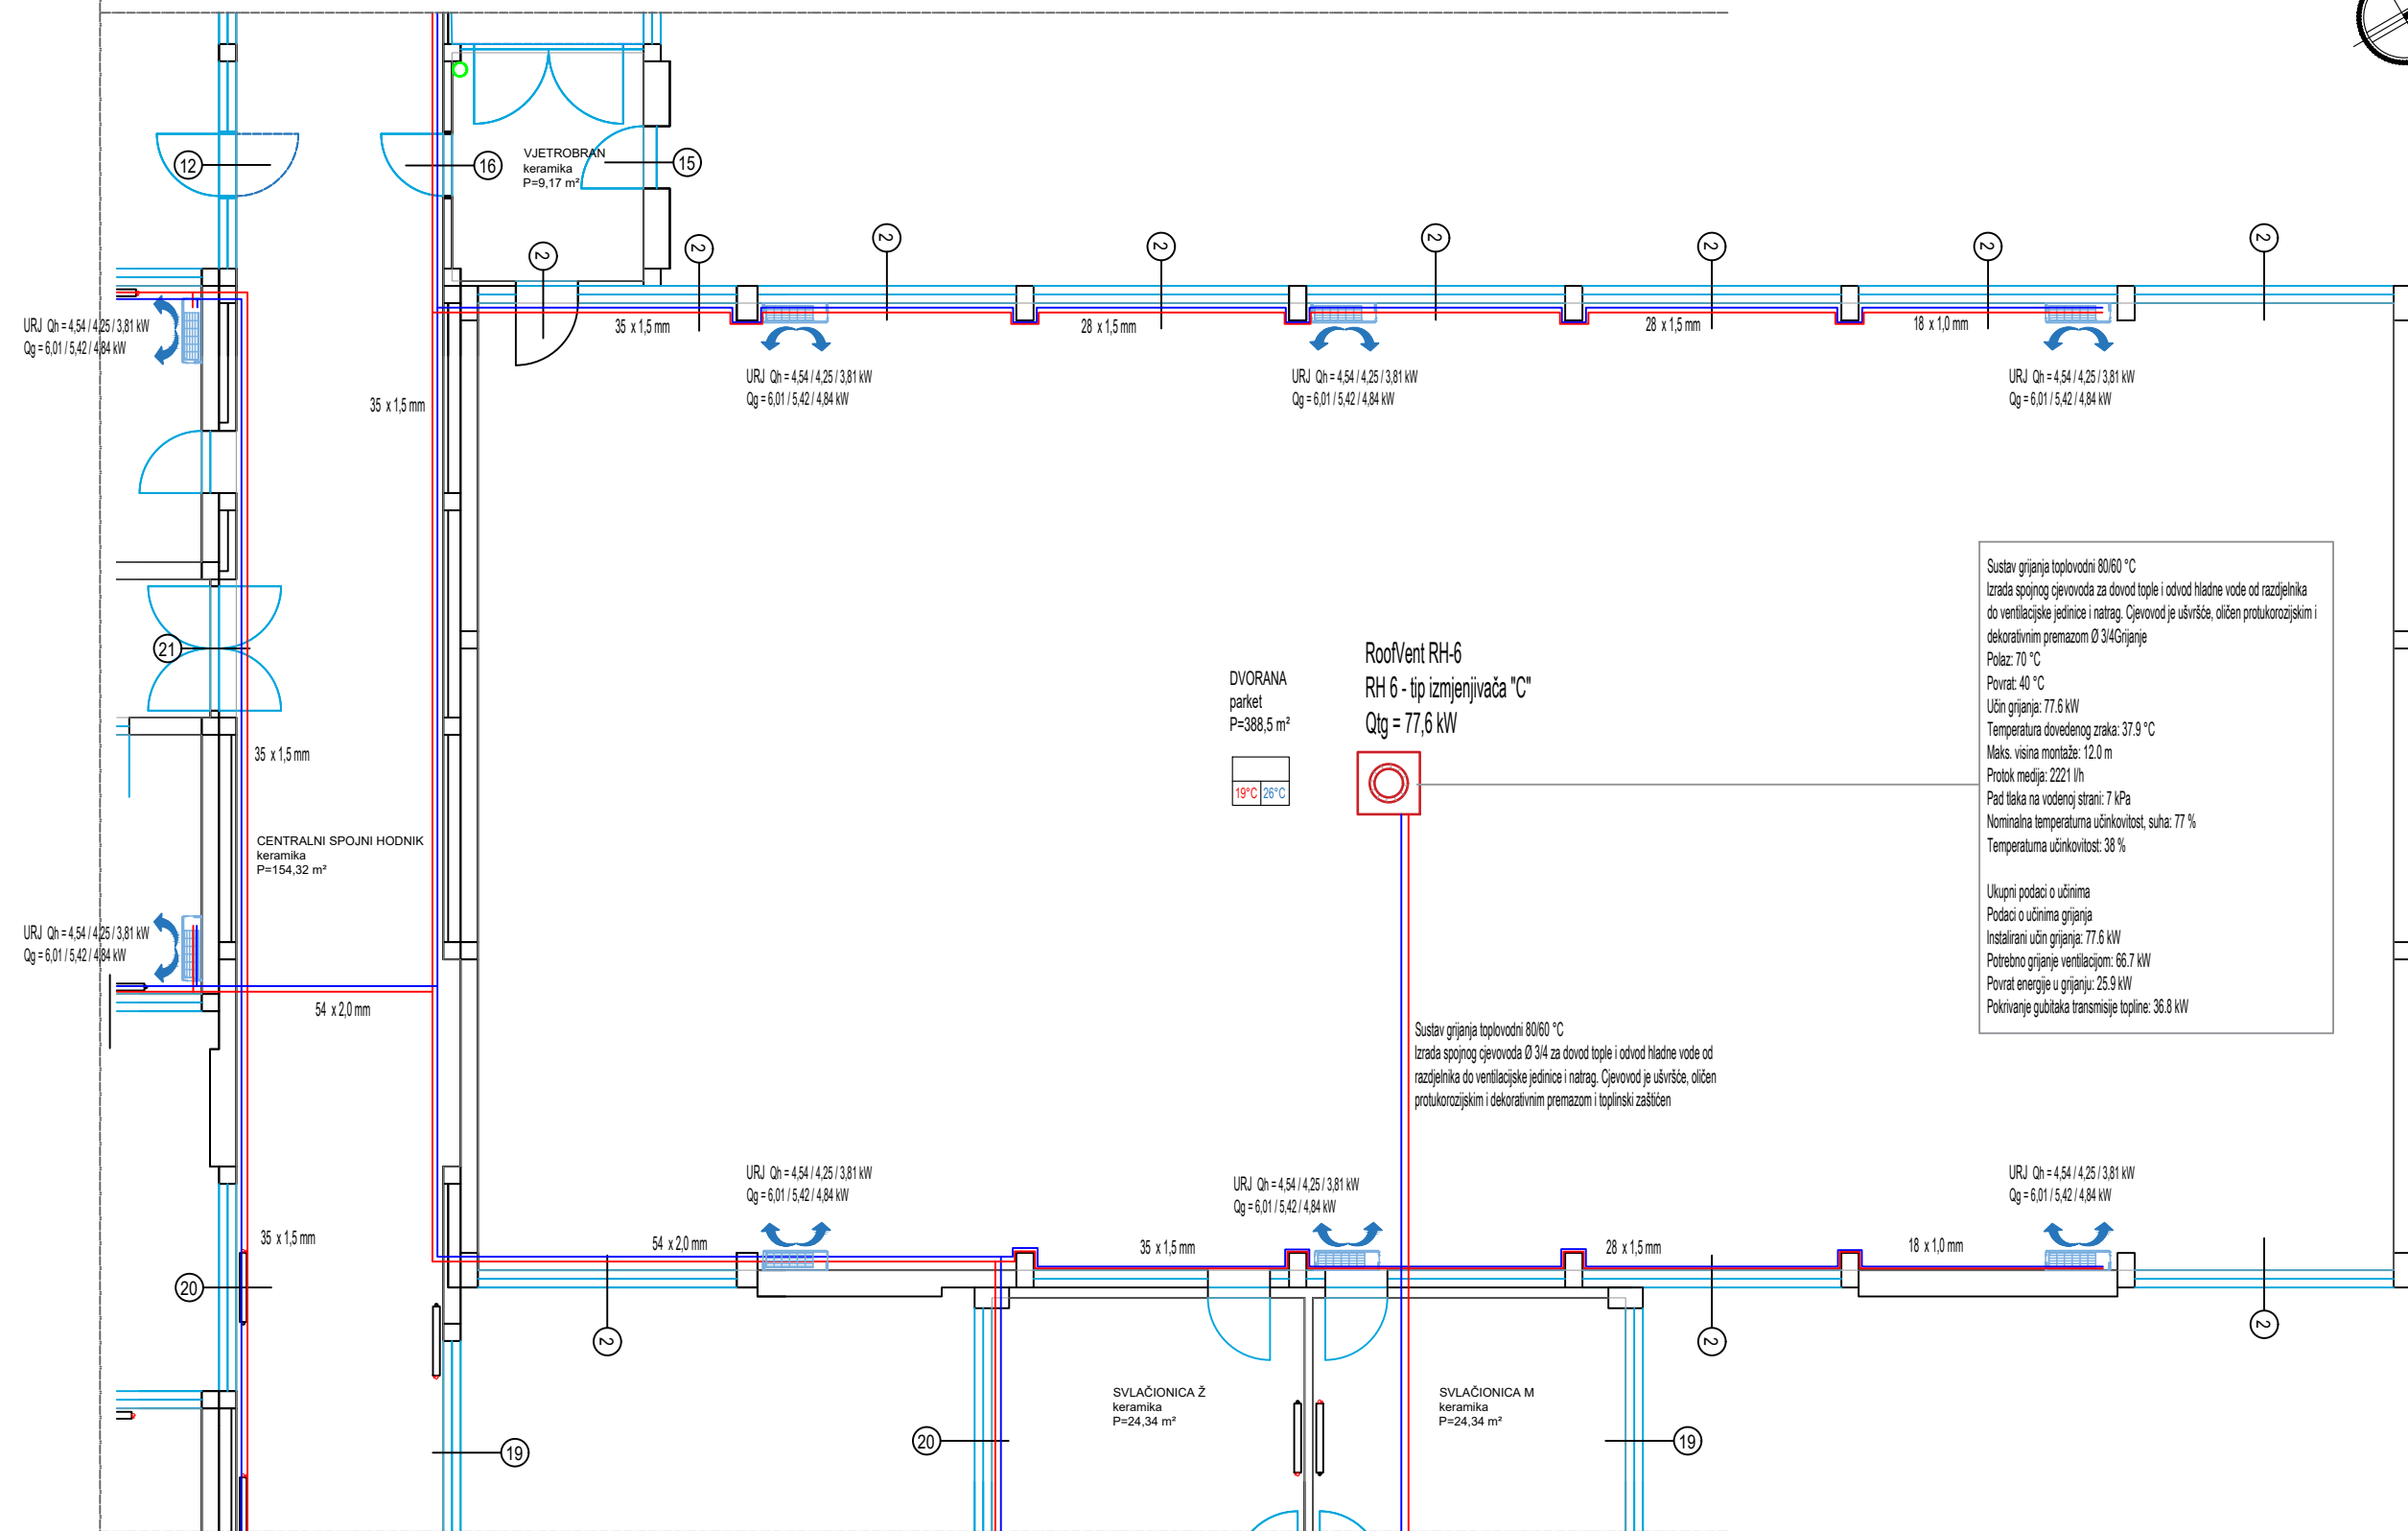 12
16
VJETROBRAN
keramika
P=9,17 m²
15
2
2
2
2
2
2
2
2
URJ Qh = 4,54 / 4,25 / 3,81 kW
Qg = 6,01 / 5,42 / 4,84 kW
35 x 1,5 mm
28 x 1,5 mm
28 x 1,5 mm
18 x 1,0 mm
URJ Qh = 4,54 / 4,25 / 3,81 kW
Qg = 6,01 / 5,42 / 4,84 kW
URJ Qh = 4,54 / 4,25 / 3,81 kW
Qg = 6,01 / 5,42 / 4,84 kW
URJ Qh = 4,54 / 4,25 / 3,81 kW
Qg = 6,01 / 5,42 / 4,84 kW
35 x 1,5 mm
21
35 x 1,5 mm
CENTRALNI SPOJNI HODNIK
keramika
P=154,32 m²
DVORANA
parket
P=388,5 m²
19°C 26°C
RoofVent RH-6
RH 6 - tip izmjenjivača "C"
Qtg = 77,6 kW
Sustav grijanja toplovodni 80/60 °C
Izrada spojnog cjevovoda za dovod tople i odvod hladne vode od razdjelnika
do ventilacijske jedinice i natrag. Cjevovod je ušvršće, oličen protukorozijskim i
dekorativnim premazom Ø 3/4Grijanje
Polaz: 70 °C
Povrat: 40 °C
Učin grijanja: 77.6 kW
Temperatura dovedenog zraka: 37.9 °C
Maks. visina montaže: 12.0 m
Protok medija: 2221 l/h
Pad tlaka na vodenoj strani: 7 kPa
Nominalna temperaturna učinkovitost, suha: 77 %
Temperaturna učinkovitost: 38 %
Ukupni podaci o učinima
Podaci o učinima grijanja
Instalirani učin grijanja: 77.6 kW
Potrebno grijanje ventilacijom: 66.7 kW
Povrat energije u grijanju: 25.9 kW
Pokrivanje gubitaka transmisije topline: 36.8 kW
URJ Qh = 4,54 / 4,25 / 3,81 kW
Qg = 6,01 / 5,42 / 4,84 kW
54 x 2,0 mm
Sustav grijanja toplovodni 80/60 °C
Izrada spojnog cjevovoda Ø 3/4 za dovod tople i odvod hladne vode od
razdjelnika do ventilacijske jedinice i natrag. Cjevovod je ušvršće, oličen
protukorozijskim i dekorativnim premazom i toplinski zaštićen
URJ Qh = 4,54 / 4,25 / 3,81 kW
Qg = 6,01 / 5,42 / 4,84 kW
URJ Qh = 4,54 / 4,25 / 3,81 kW
Qg = 6,01 / 5,42 / 4,84 kW
URJ Qh = 4,54 / 4,25 / 3,81 kW
Qg = 6,01 / 5,42 / 4,84 kW
35 x 1,5 mm
54 x 2,0 mm
35 x 1,5 mm
28 x 1,5 mm
18 x 1,0 mm
20
2
2
2
SVLAČIONICA Ž
keramika
P=24,34 m²
SVLAČIONICA M
keramika
P=24,34 m²
19
20
19